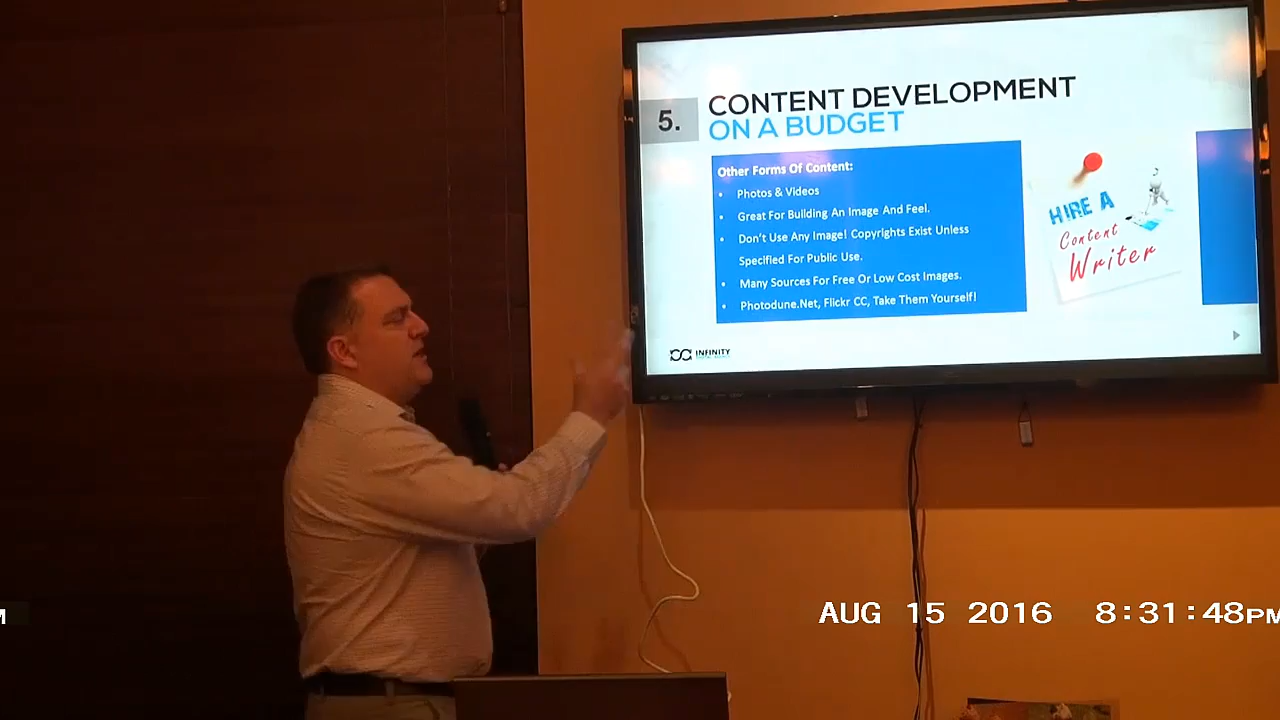 5.
CONTENT DEVELOPMENT
ON A BUDGET
Other Forms Of Content:
• Photos & Videos
• Great For Building An Image And Feel.
• Don't Use Any Image! Copyrights Exist Unless
Specified For Public Use.
• Many Sources For Free Or Low Cost Images.
• Photodune.Net, Flickr CC, Take Them Yourself!
HIRE A
Content
Writer
INFINITY
M
AUG 15 2016 8:31:48PM